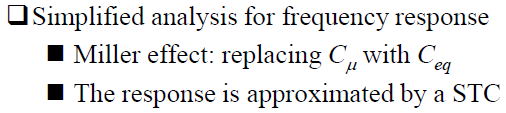 ❑Simplified analysis for frequency response
■ Miller effect: replacing Cμ with Ceq
■ The response is approximated by a STC